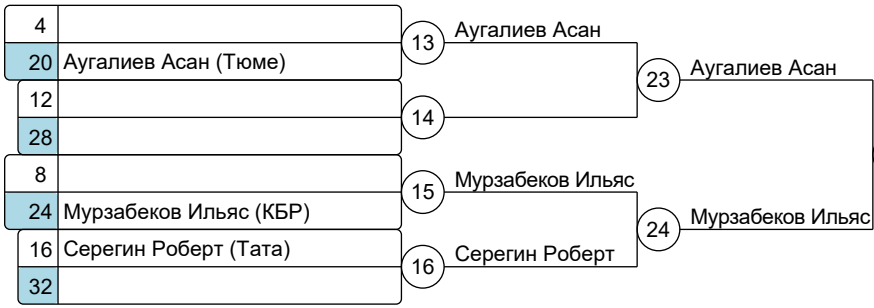 4
20 Аугалиев Асан (Тюме)
12
28
8
24 Мурзабеков Ильяс (КБР)
16 Серегин Роберт (Тата)
32
13
14
15
16
Аугалиев Асан
Мурзабеков Ильяс
Серегин Роберт
23
24
Аугалиев Асан
Мурзабеков Ильяс